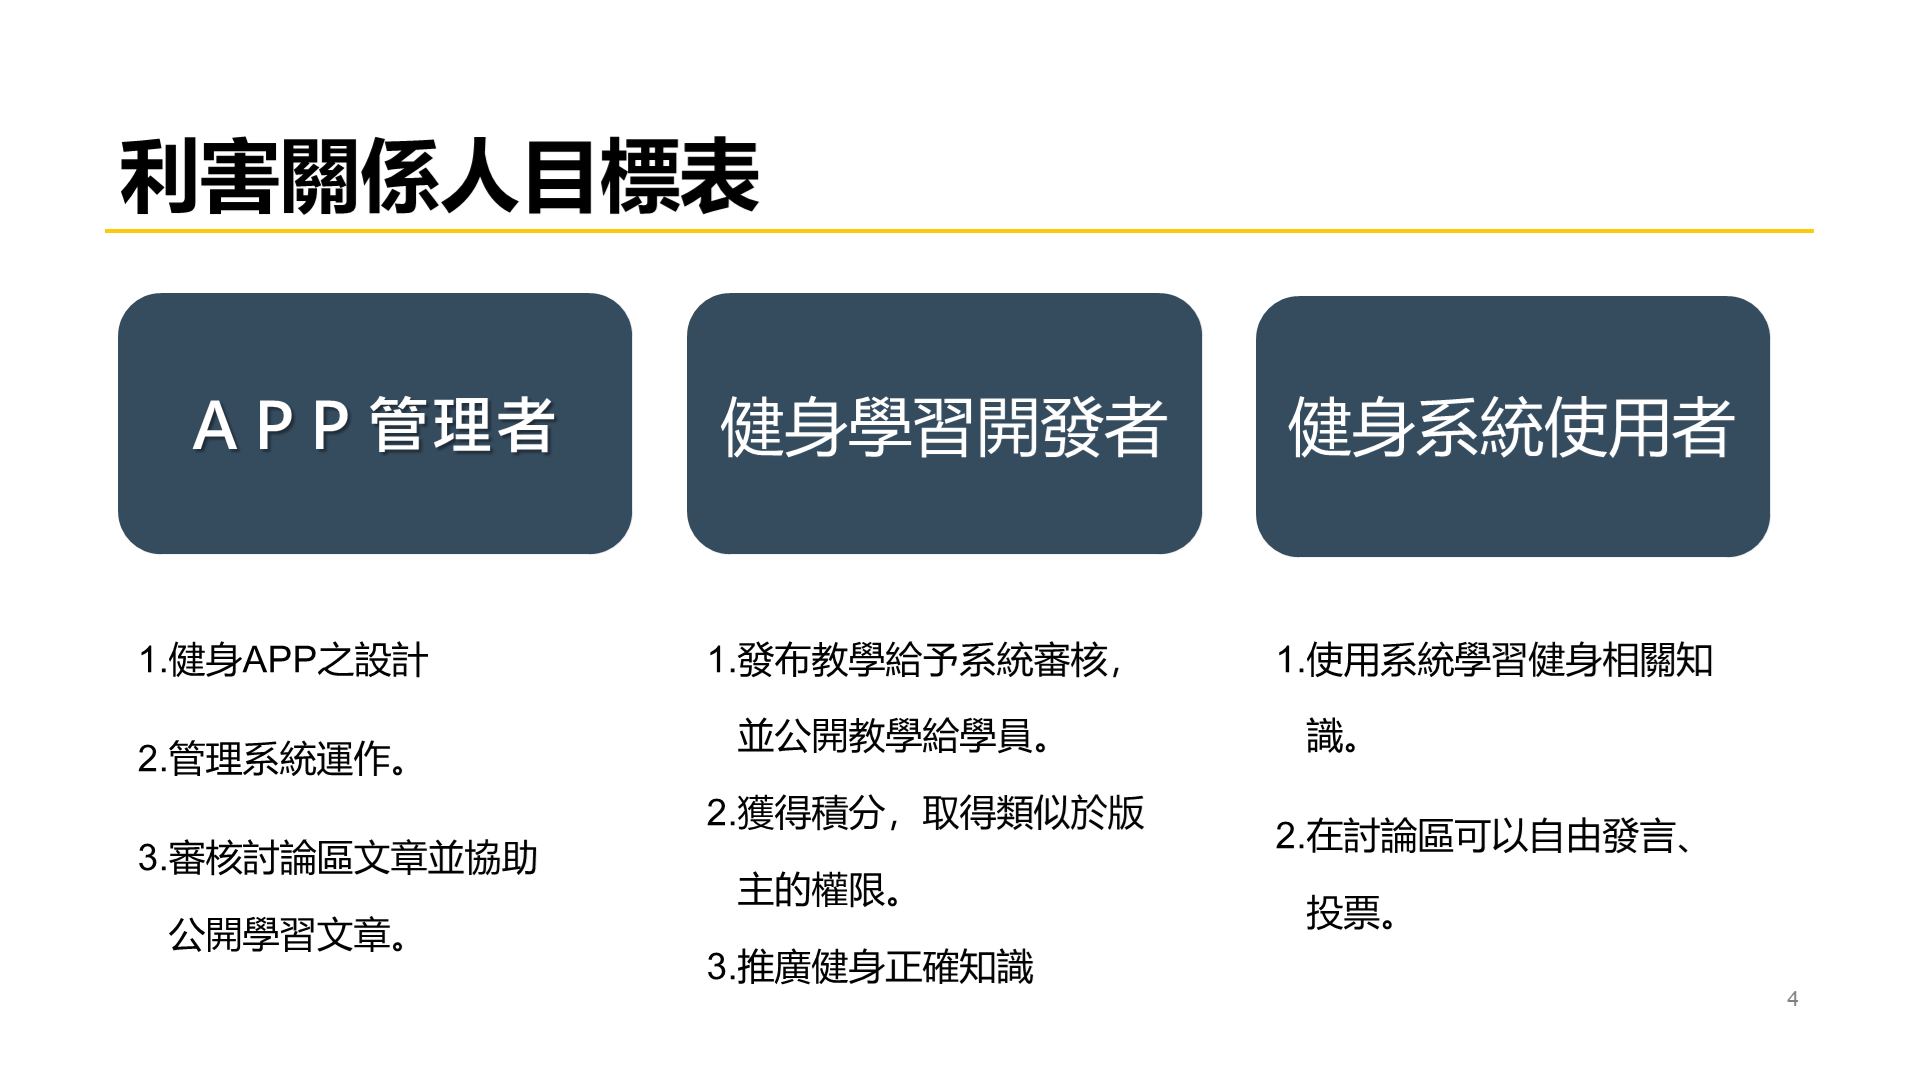 利害關係人目標表
APP管理者
健身學習開發者
健身系統使用者
1.健身APP之設計
2.管理系統運作。
3.審核討論區文章並協助
公開學習文章。
1.發布教學給予系統審核，
並公開教學給學員。
2.獲得積分，取得類似於版
主的權限。
3.推廣健身正確知識
1.使用系統學習健身相關知
識。
2.在討論區可以自由發言、
投票。
4